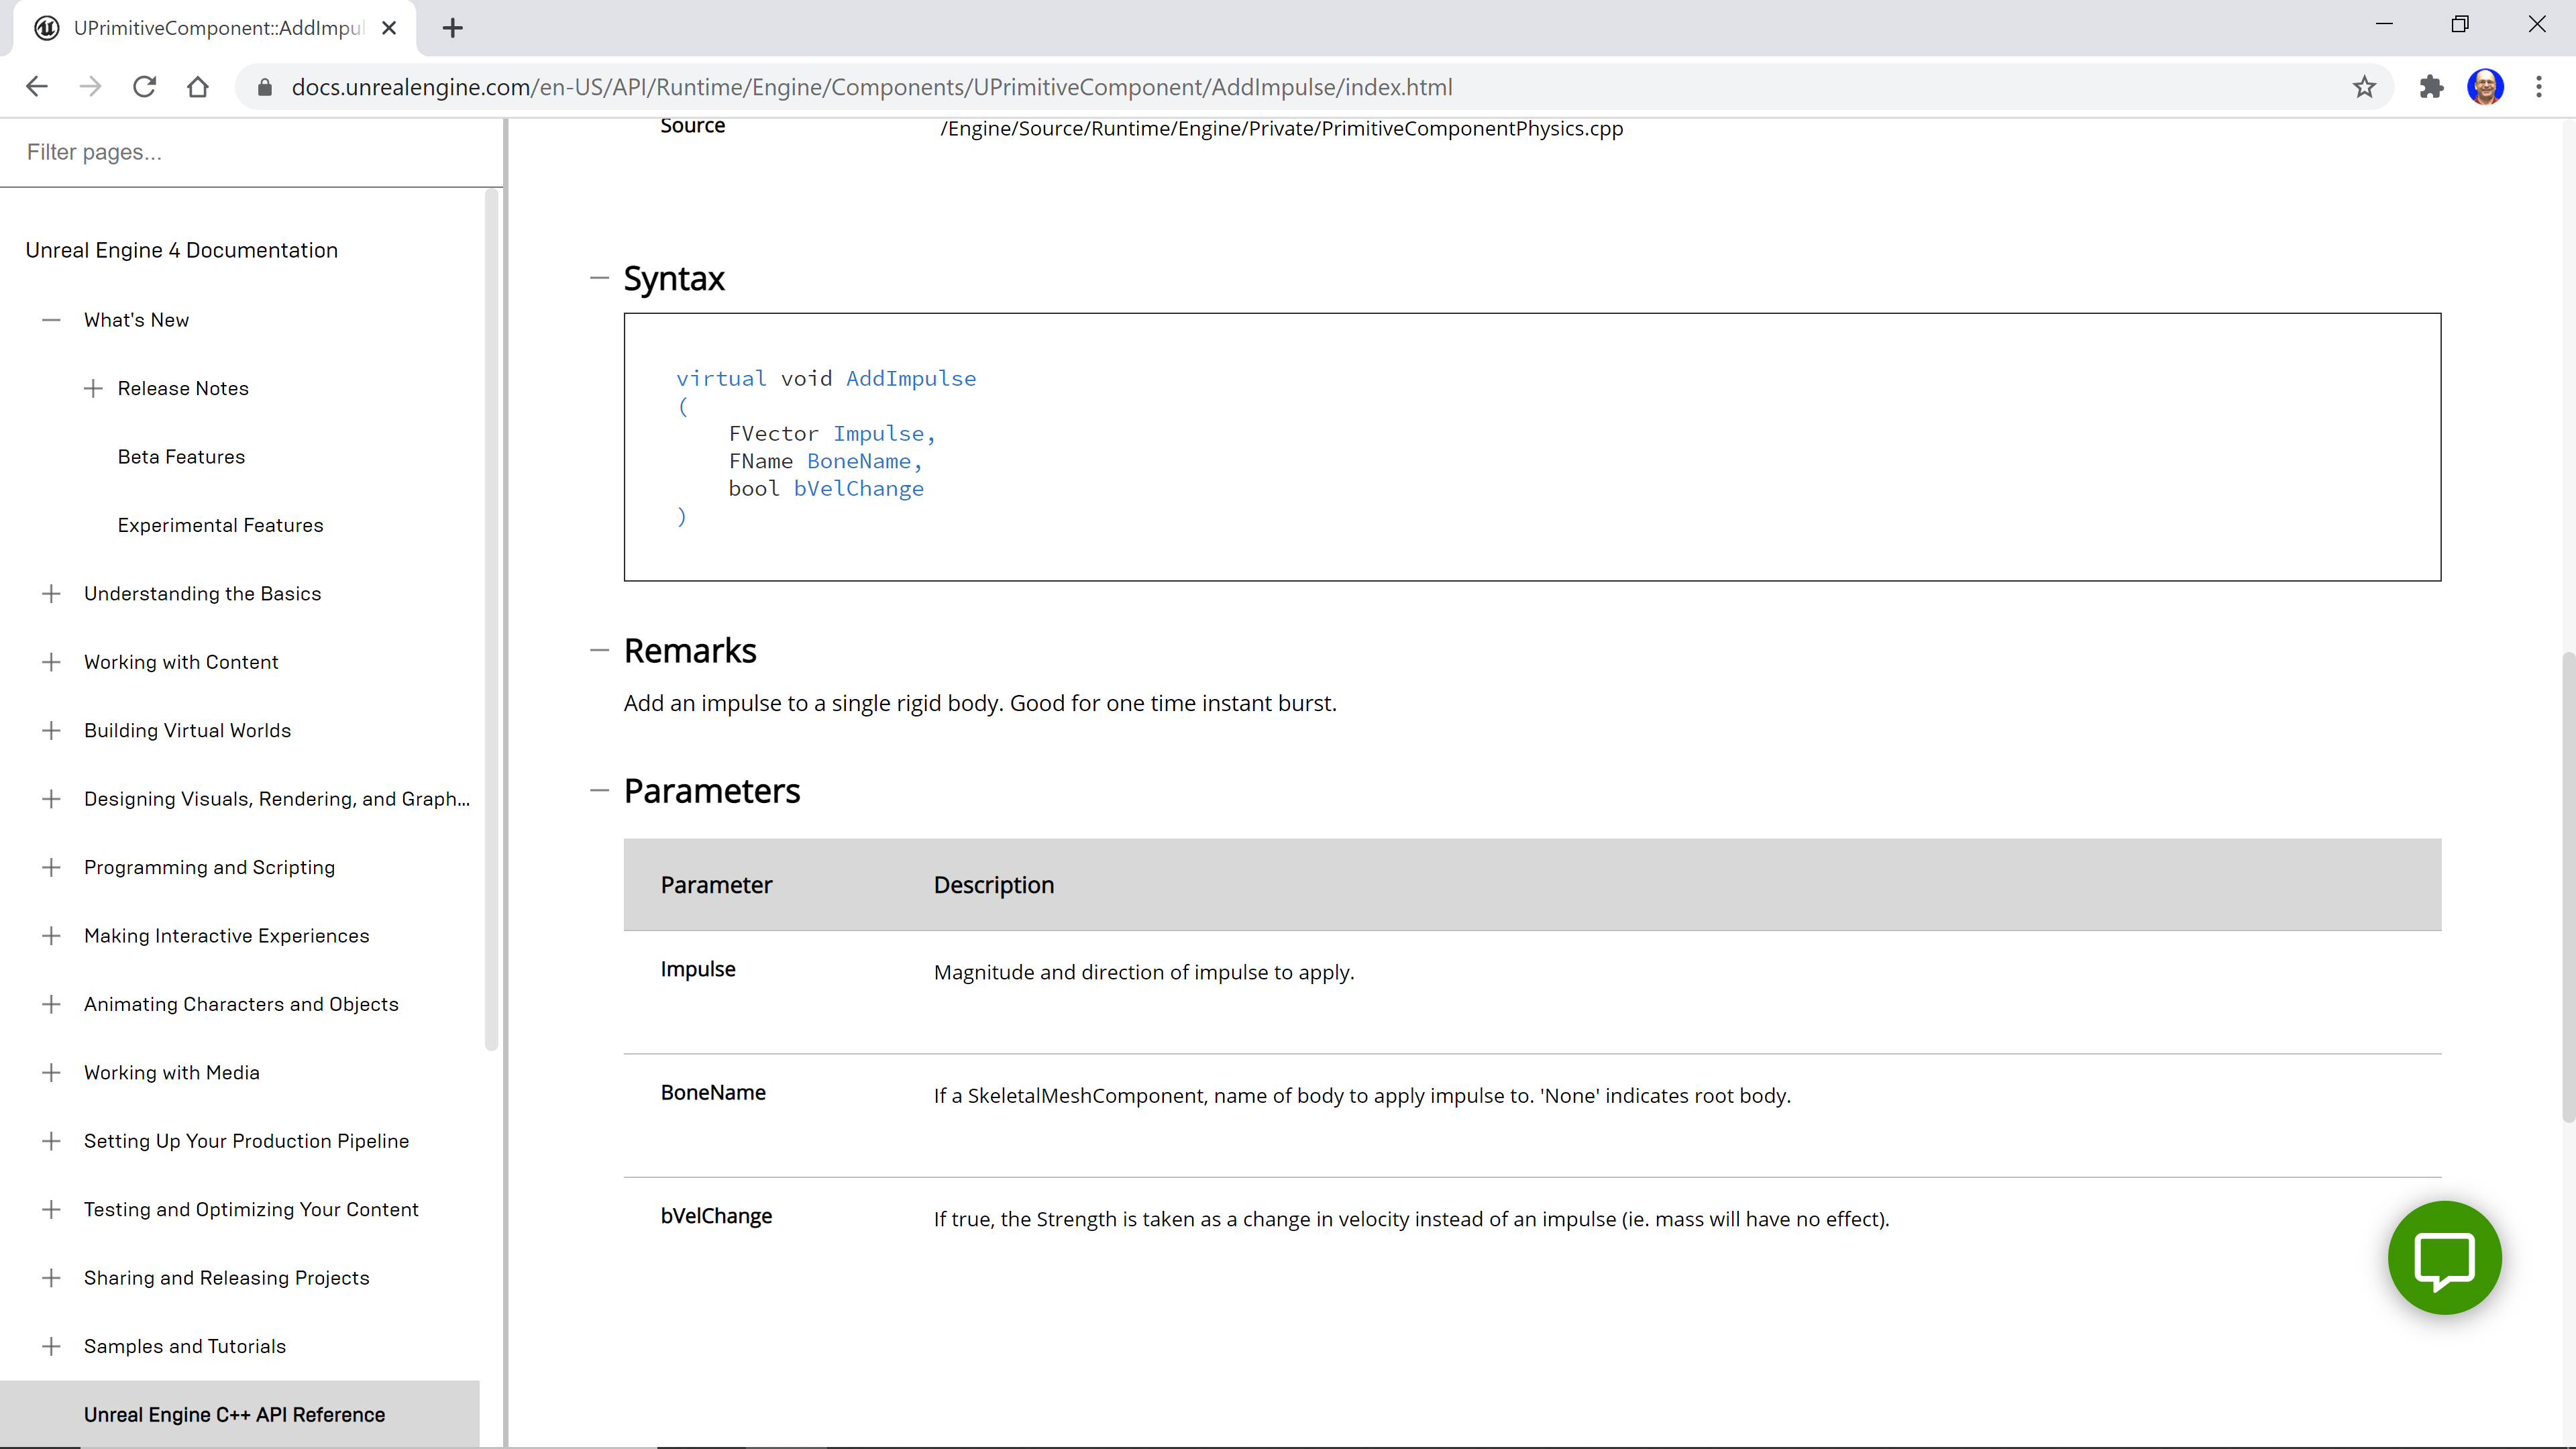 UPrimitiveComponent::AddImpul
docs.unrealengine.com/en-US/API/Runtime/Engine/Components/UPrimitiveComponent/AddImpulse/index.html
Filter pages...
Unreal Engine 4 Documentation
What's New
Release Notes
Beta Features
Experimental Features
Understanding the Basics
Working with Content
Building Virtual Worlds
Designing Visuals, Rendering, and Graph...
Programming and Scripting
Making Interactive Experiences
Animating Characters and Objects
Working with Media
Setting Up Your Production Pipeline
Testing and Optimizing Your Content
Sharing and Releasing Projects
Samples and Tutorials
Unreal Engine C++ API Reference
Source /Engine/Source/Runtime/Engine/Private/PrimitiveComponentPhysics.cpp
Syntax
virtual void AddImpulse
(
FVector Impulse,
FName BoneName,
bool bVelChange
)
Remarks
Add an impulse to a single rigid body. Good for one time instant burst.
Parameters
Parameter Description
Impulse Magnitude and direction of impulse to apply.
BoneName If a SkeletalMeshComponent, name of body to apply impulse to. 'None' indicates root body.
bVelChange If true, the Strength is taken as a change in velocity instead of an impulse (ie. mass will have no effect).